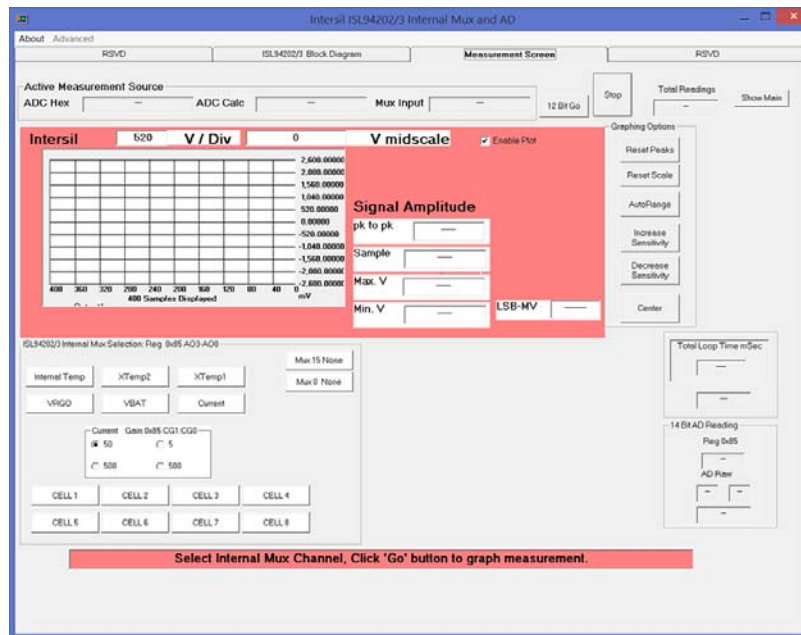 Intersil ISL94202/3 Internal Mux and AD
About Advanced
RSVD ISL94202/3 Block Diagram Measurement Screen RSVD
Active Measurement Source
ADC Hex -- ADC Calc -- Mux Input --
12 Bit Go
Stop
Total Readings
--
Show Main
Intersil 520 V / Div 0 V midscale Enable Plot
2,600.00000
2,080.00000
1,560.00000
1,040.00000
520.00000
0.00000
-520.00000
-1,040.00000
-1,560.00000
-2,080.00000
-2,600.00000
400 360 320 280 240 200 160 120 80 40 0
mV
400 Samples Displayed
Signal Amplitude
pk to pk ---
Sample ---
Max. V ---
Min. V ---
LSB-MV ---
Graphing Options
Reset Peaks
Reset Scale
AutoRange
Increase
Sensitivity
Decrease
Sensitivity
Center
ISL94202/3 Internal Mux Selection: Reg 0x85 AO3-AO0
Mux 15 None
Mux 0 None
Internal Temp XTemp2 XTemp1
VRGO VBAT Current
Current Gain 0x85 CG1:CG0
50 5
500 500
CELL 1 CELL 2 CELL 3 CELL 4
CELL 5 CELL 6 CELL 7 CELL 8
Total Loop Time mSec
--
--
14 Bit AD Reading
Reg 0x85
--
AD Raw
-- --
--
Select Internal Mux Channel, Click 'Go' button to graph measurement.